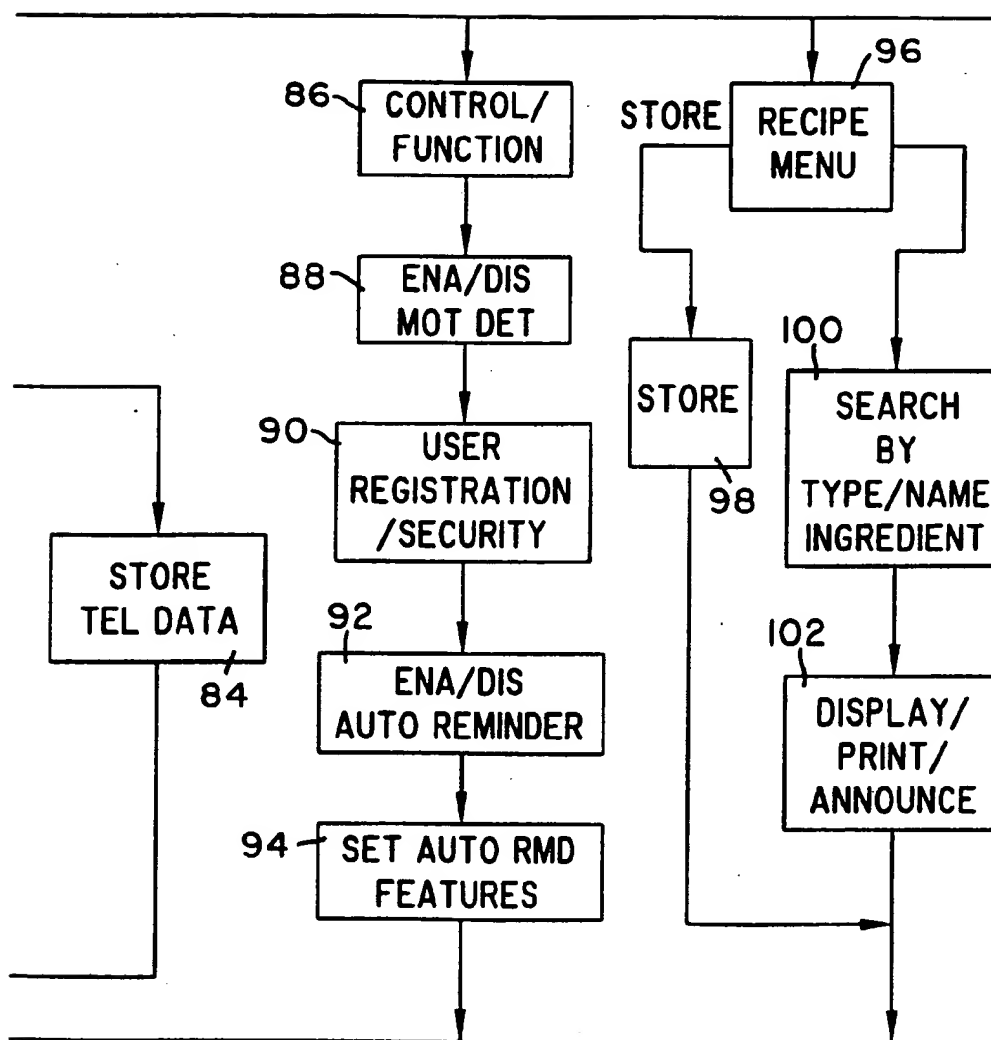 86
CONTROL/
FUNCTION
88
ENA/DIS
MOT DET
90
USER
REGISTRATION
/SECURITY
92
ENA/DIS
AUTO REMINDER
94
SET AUTO RMD
FEATURES
STORE
TEL DATA
84
96
STORE
RECIPE
MENU
STORE
98
100
SEARCH
BY
TYPE/NAME
INGREDIENT
102
DISPLAY/
PRINT/
ANNOUNCE